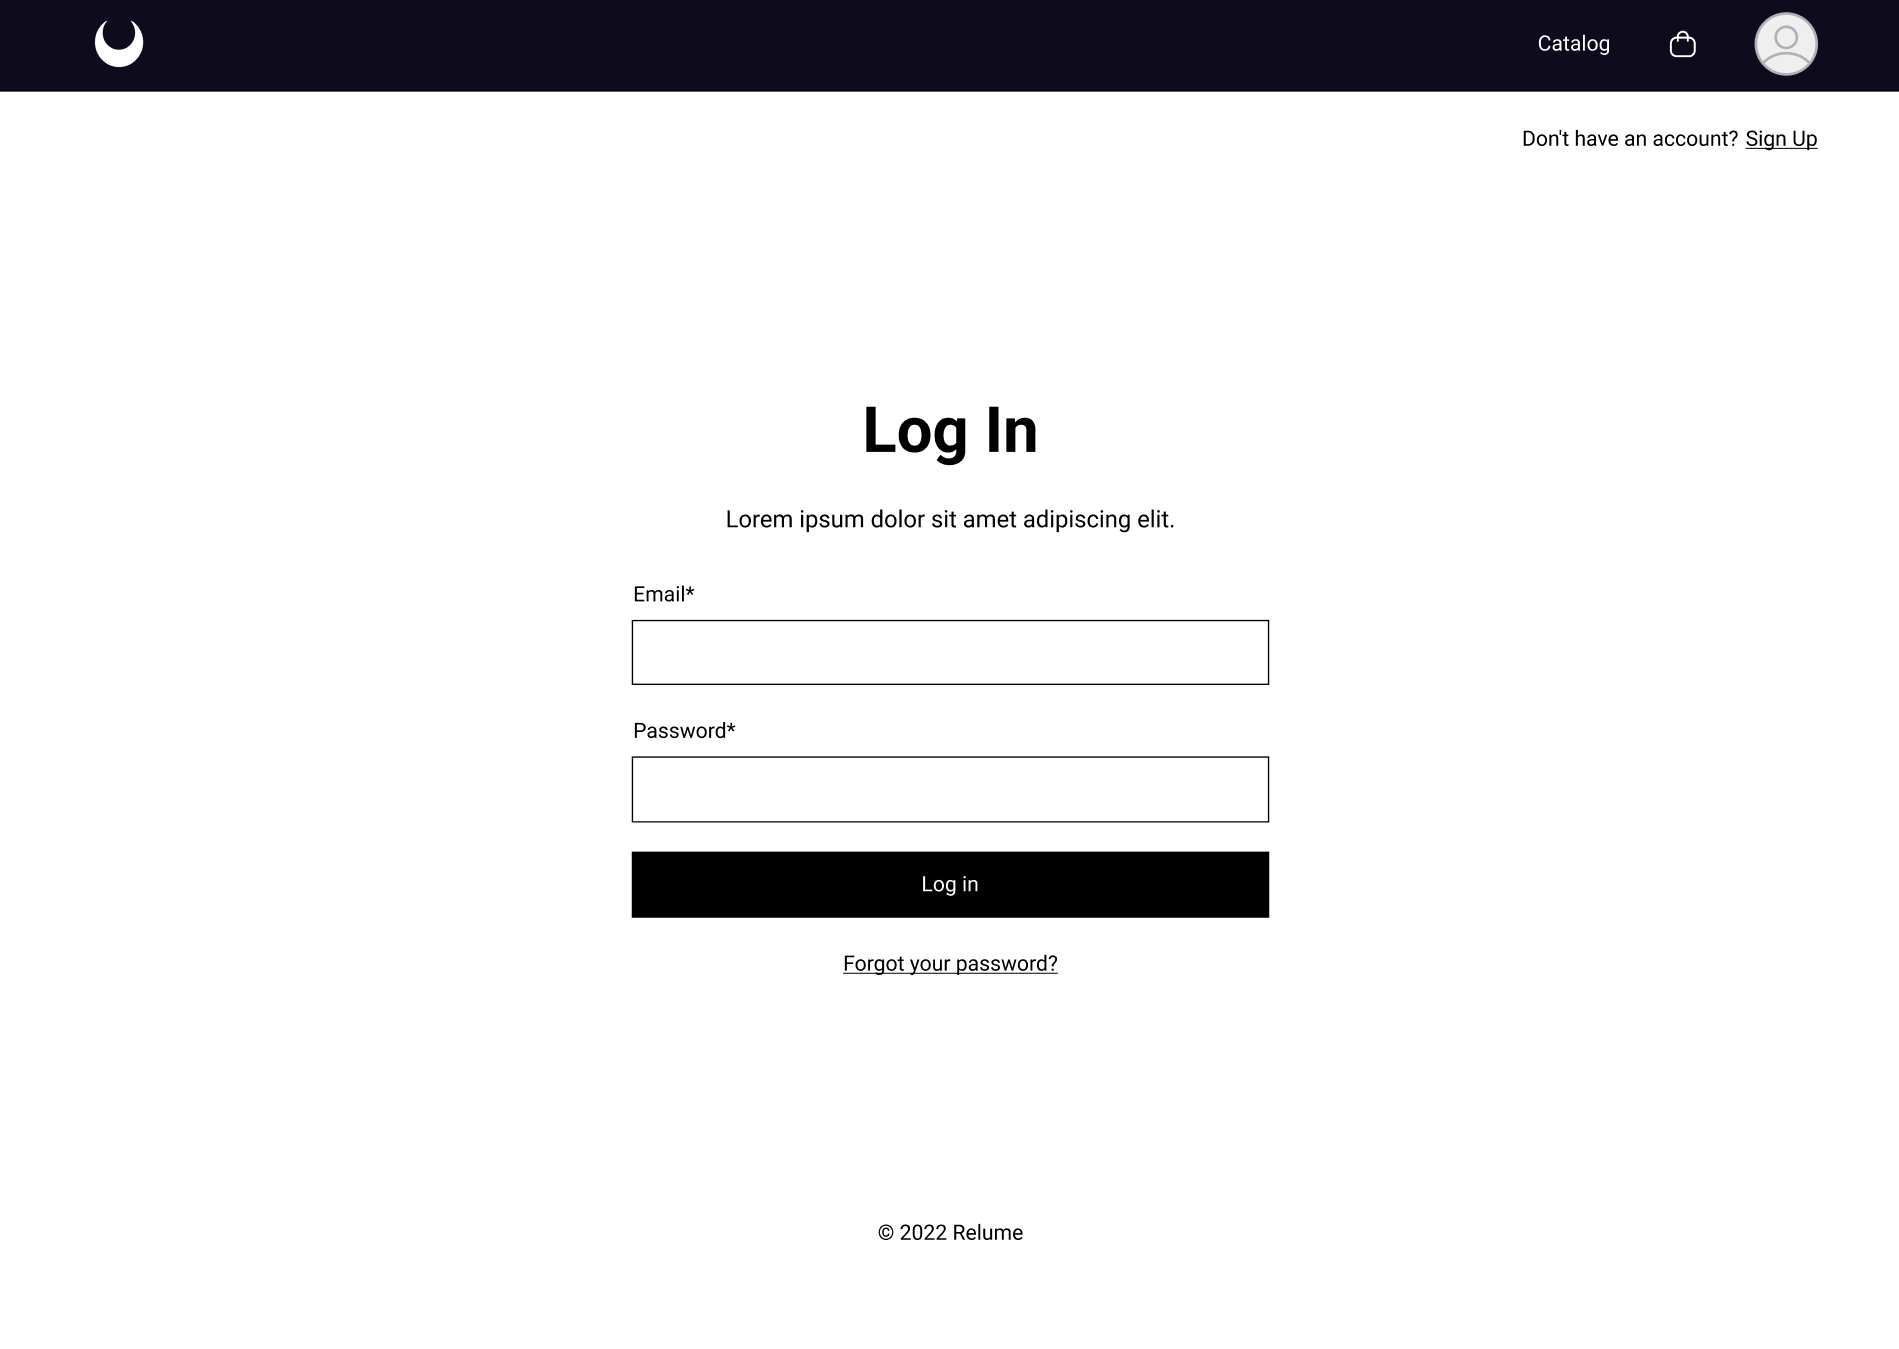 Catalog
Don't have an account? Sign Up
Log In
Lorem ipsum dolor sit amet adipiscing elit.
Email*
Password*
Log in
Forgot your password?
© 2022 Relume